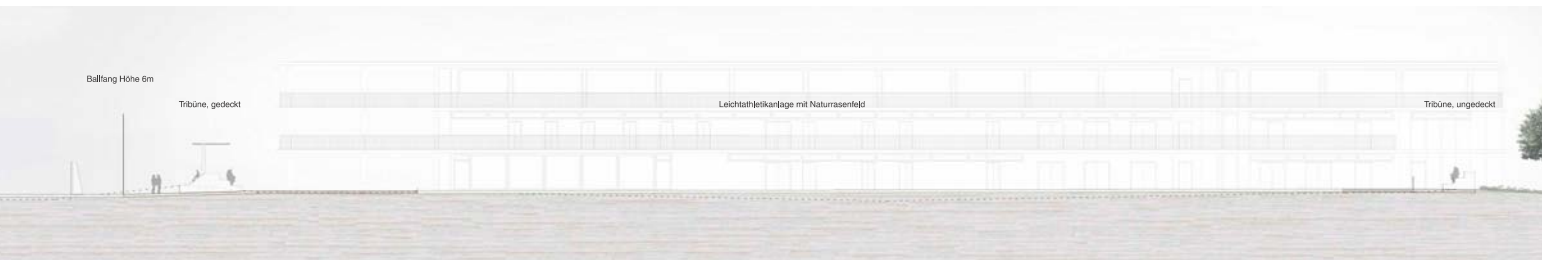 Ballfang Höhe 6m
Tribüne, gedeckt
Leichtathletikanlage mit Naturrasenfeld
Tribüne, ungedeckt